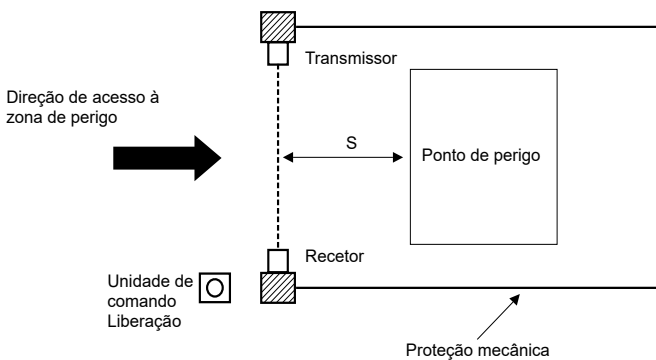 Transmissor
Direção de acesso à
zona de perigo
S
Ponto de perigo
Recetor
Unidade de
comando
Liberação
Proteção mecânica